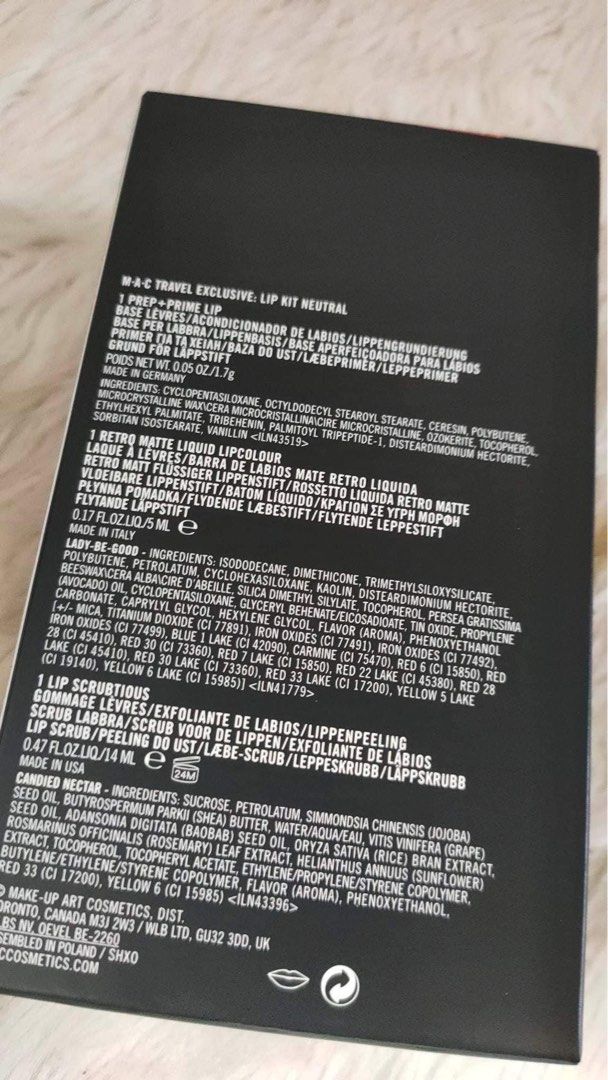 M·A·C TRAVEL EXCLUSIVE: LIP KIT NEUTRAL
1 PREP+PRIME LIP
BASE LÈVRES/ACONDICIONADOR DE LABIOS/LIPPENGRUNDIERUNG
BASE PER LABBRA/LIPPENBASIS/BASE APERFEIÇOADORA PARA LÁBIOS
PRIMER ΓΙΑ ΤΑ ΧΕΙΛΗ/BAZA DO UST/LÆBEPRIMER/LEPPEPRIMER
GRUND FÖR LÄPPSTIFT
POIDS NET WT. 0.05 OZ/1.7g
MADE IN GERMANY
INGREDIENTS: CYCLOPENTASILOXANE, OCTYLDODECYL STEAROYL STEARATE, CERESIN, POLYBUTENE,
MICROCRYSTALLINE WAX\CERA MICROCRISTALLINA\CIRE MICROCRISTALLINE, OZOKERITE, TOCOPHEROL,
ETHYLHEXYL PALMITATE, TRIBEHENIN, PALMITOYL TRIPEPTIDE-1, DISTEARDIMONIUM HECTORITE,
SORBITAN ISOSTEARATE, VANILLIN <ILN43519>
1 RETRO MATTE LIQUID LIPCOLOUR
LAQUE À LÈVRES/BARRA DE LABIOS MATE RETRO LIQUIDA
RETRO MATT FLÜSSIGER LIPPENSTIFT/ROSSETTO LIQUIDA RETRO MATTE
VLOEIBARE LIPPENSTIFT/BATOM LÍQUIDO/ΚΡΑΓΙΟΝ ΣΕ ΥΓΡΗ ΜΟΡΦΗ
PŁYNNA POMADKA/FLYDENDE LÆBESTIFT/FLYTENDE LEPPESTIFT
FLYTANDE LÄPPSTIFT
0.17 FL.OZ.LIQ./5 ML ℮
MADE IN ITALY
LADY-BE-GOOD - INGREDIENTS: ISODODECANE, DIMETHICONE, TRIMETHYLSILOXYSILICATE,
POLYBUTENE, PETROLATUM, CYCLOHEXASILOXANE, KAOLIN, DISTEARDIMONIUM HECTORITE,
BEESWAX\CERA ALBA\CIRE D'ABEILLE, SILICA DIMETHYL SILYLATE, TOCOPHEROL, PERSEA GRATISSIMA
(AVOCADO) OIL, CYCLOPENTASILOXANE, GLYCERYL BEHENATE/EICOSADIOATE, TIN OXIDE, PROPYLENE
CARBONATE, CAPRYLYL GLYCOL, HEXYLENE GLYCOL, FLAVOR (AROMA), PHENOXYETHANOL
[+/- MICA, TITANIUM DIOXIDE (CI 77891), IRON OXIDES (CI 77491), IRON OXIDES (CI 77492),
IRON OXIDES (CI 77499), BLUE 1 LAKE (CI 42090), CARMINE (CI 75470), RED 6 (CI 15850), RED
28 (CI 45410), RED 30 (CI 73360), RED 7 LAKE (CI 15850), RED 22 LAKE (CI 45380), RED 28
LAKE (CI 45410), RED 30 LAKE (CI 73360), RED 33 LAKE (CI 17200), YELLOW 5 LAKE
(CI 19140), YELLOW 6 LAKE (CI 15985)] <ILN41779>
1 LIP SCRUBTIOUS
GOMMAGE LÈVRES/EXFOLIANTE DE LABIOS/LIPPENPEELING
SCRUB LABBRA/SCRUB VOOR DE LIPPEN/EXFOLIANTE DE LÁBIOS
LIP SCRUB/PEELING DO UST/LÆBE-SCRUB/LEPPESKRUBB/LÄPPSKRUBB
0.47 FL.OZ.LIQ./14 ML ℮ 24M
MADE IN USA
CANDIED NECTAR - INGREDIENTS: SUCROSE, PETROLATUM, SIMMONDSIA CHINENSIS (JOJOBA)
SEED OIL, BUTYROSPERMUM PARKII (SHEA) BUTTER, WATER/AQUA/EAU, VITIS VINIFERA (GRAPE)
SEED OIL, ADANSONIA DIGITATA (BAOBAB) SEED OIL, ORYZA SATIVA (RICE) BRAN EXTRACT,
ROSMARINUS OFFICINALIS (ROSEMARY) LEAF EXTRACT, HELIANTHUS ANNUUS (SUNFLOWER)
EXTRACT, TOCOPHEROL, TOCOPHERYL ACETATE, ETHYLENE/PROPYLENE/STYRENE COPOLYMER,
BUTYLENE/ETHYLENE/STYRENE COPOLYMER, FLAVOR (AROMA), PHENOXYETHANOL,
RED 33 (CI 17200), YELLOW 6 (CI 15985) <ILN43396>
© MAKE-UP ART COSMETICS, DIST.
ORONTO, CANADA M3J 2W3 / WLB LTD, GU32 3DD, UK
LBS NV, OEVEL BE-2260
SEMBLED IN POLAND / SHXO
CCOSMETICS.COM